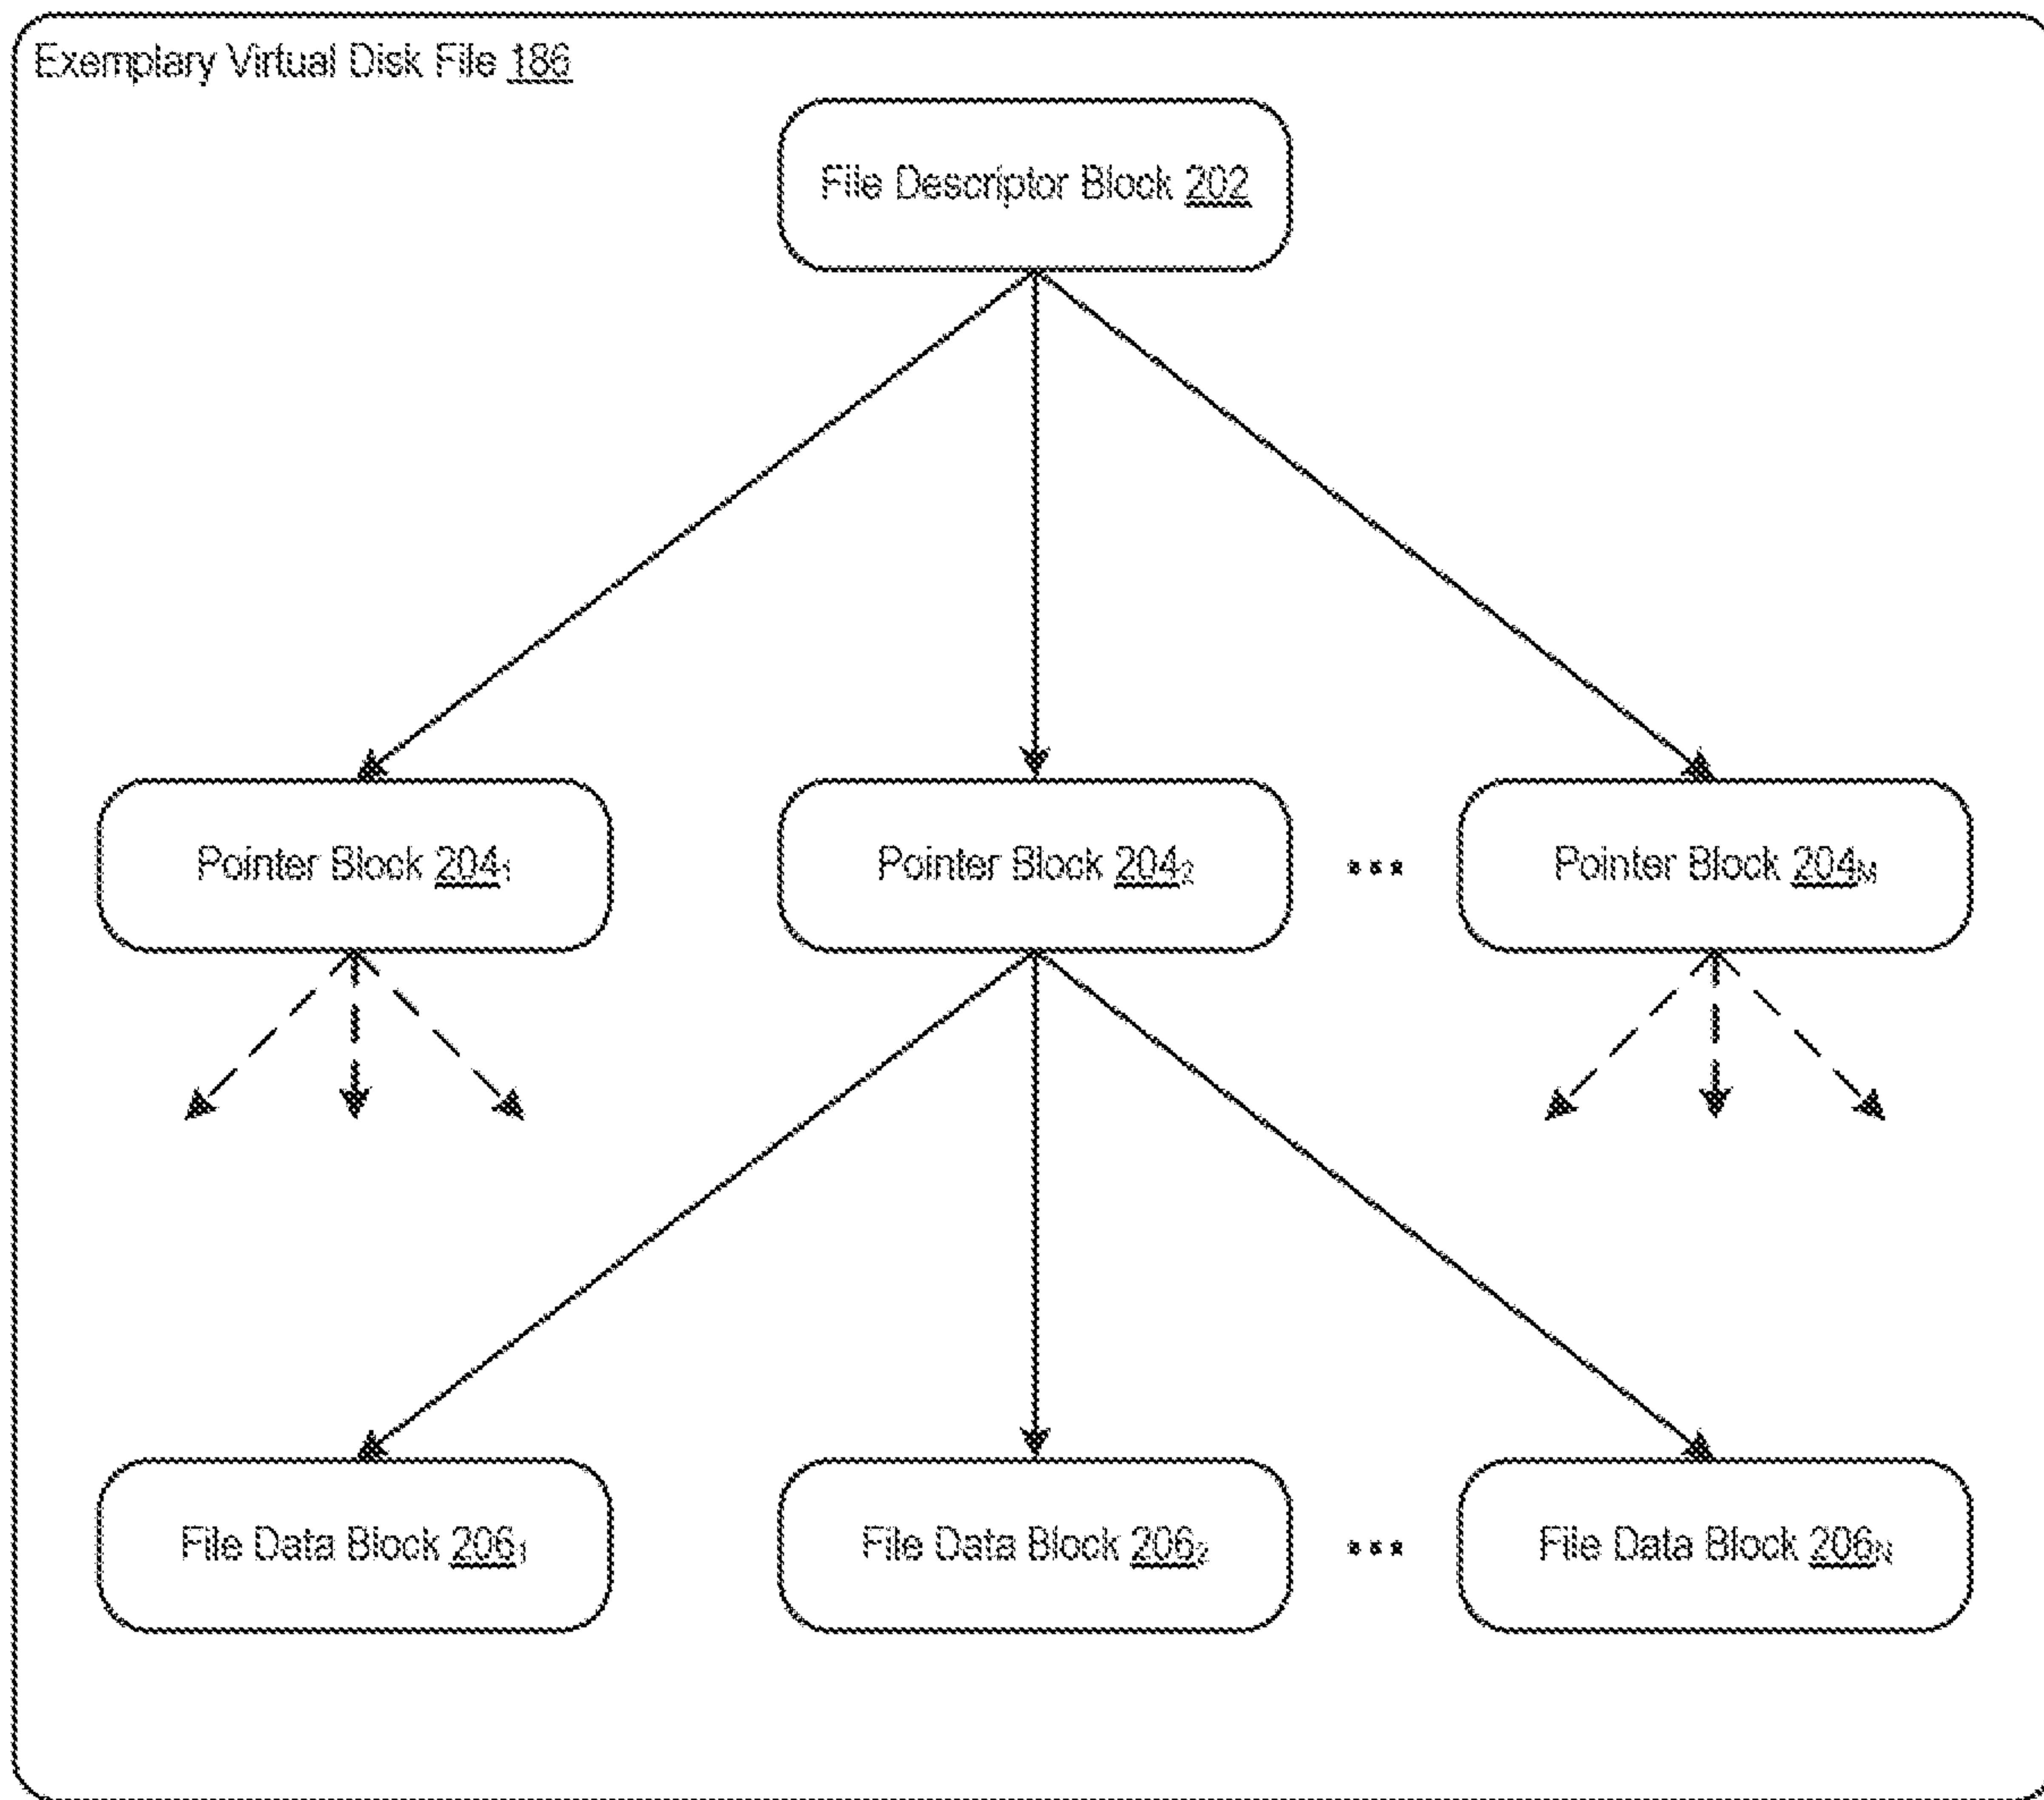 Exemplary Virtual Disk File 186
File Descriptor Block 202
Pointer Block 204₁
Pointer Block 204₂
...
Pointer Block 204M
File Data Block 206₁
File Data Block 206₂
...
File Data Block 206N